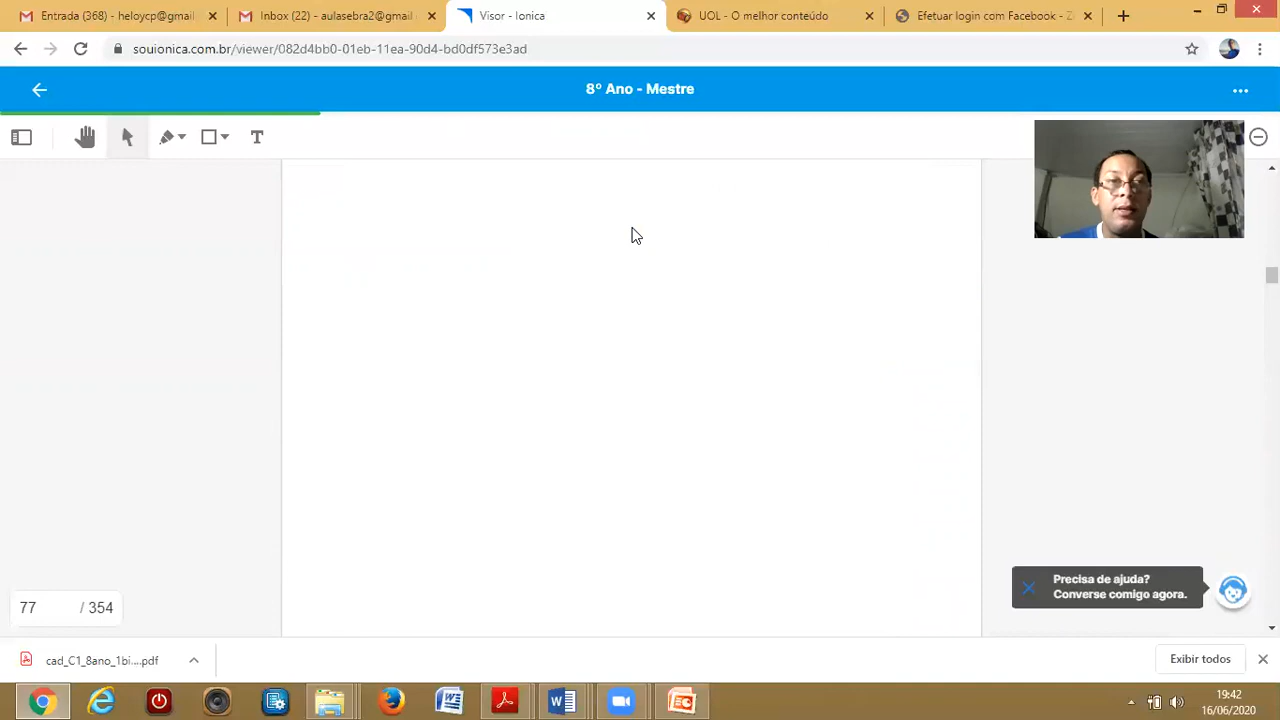 Entrada (368) - heloycp@gmail
Inbox (22) - aulasebra2@gmail
Visor - Ionica
UOL - O melhor conteúdo
Efetuar login com Facebook - Zi
souionica.com.br/viewer/082d4bb0-01eb-11ea-90d4-bd0df573e3ad
8º Ano - Mestre
T
Precisa de ajuda?
Converse comigo agora.
77 / 354
cad_C1_8ano_1bi....pdf
Exibir todos
19:42
16/06/2020